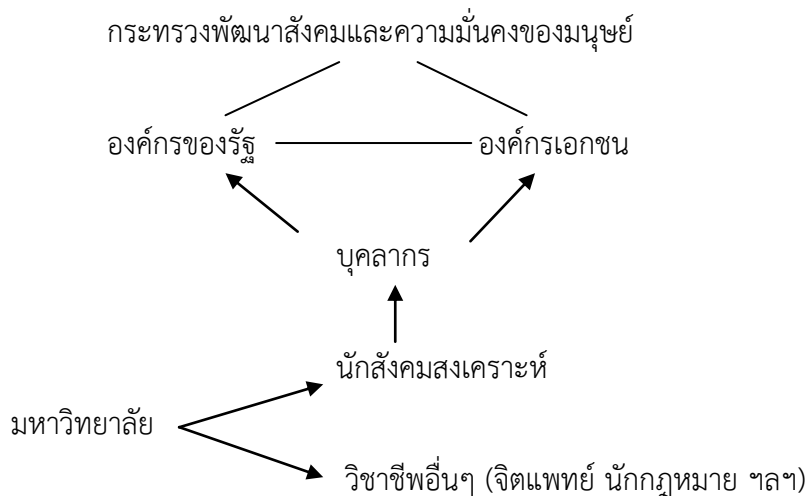 กระทรวงพัฒนาสังคมและความมั่นคงของมนุษย์
องค์กรของรัฐ องค์กรเอกชน
บุคลากร
นักสังคมสงเคราะห์
มหาวิทยาลัย
วิชาชีพอื่นๆ (จิตแพทย์ นักกฎหมาย ฯลฯ)